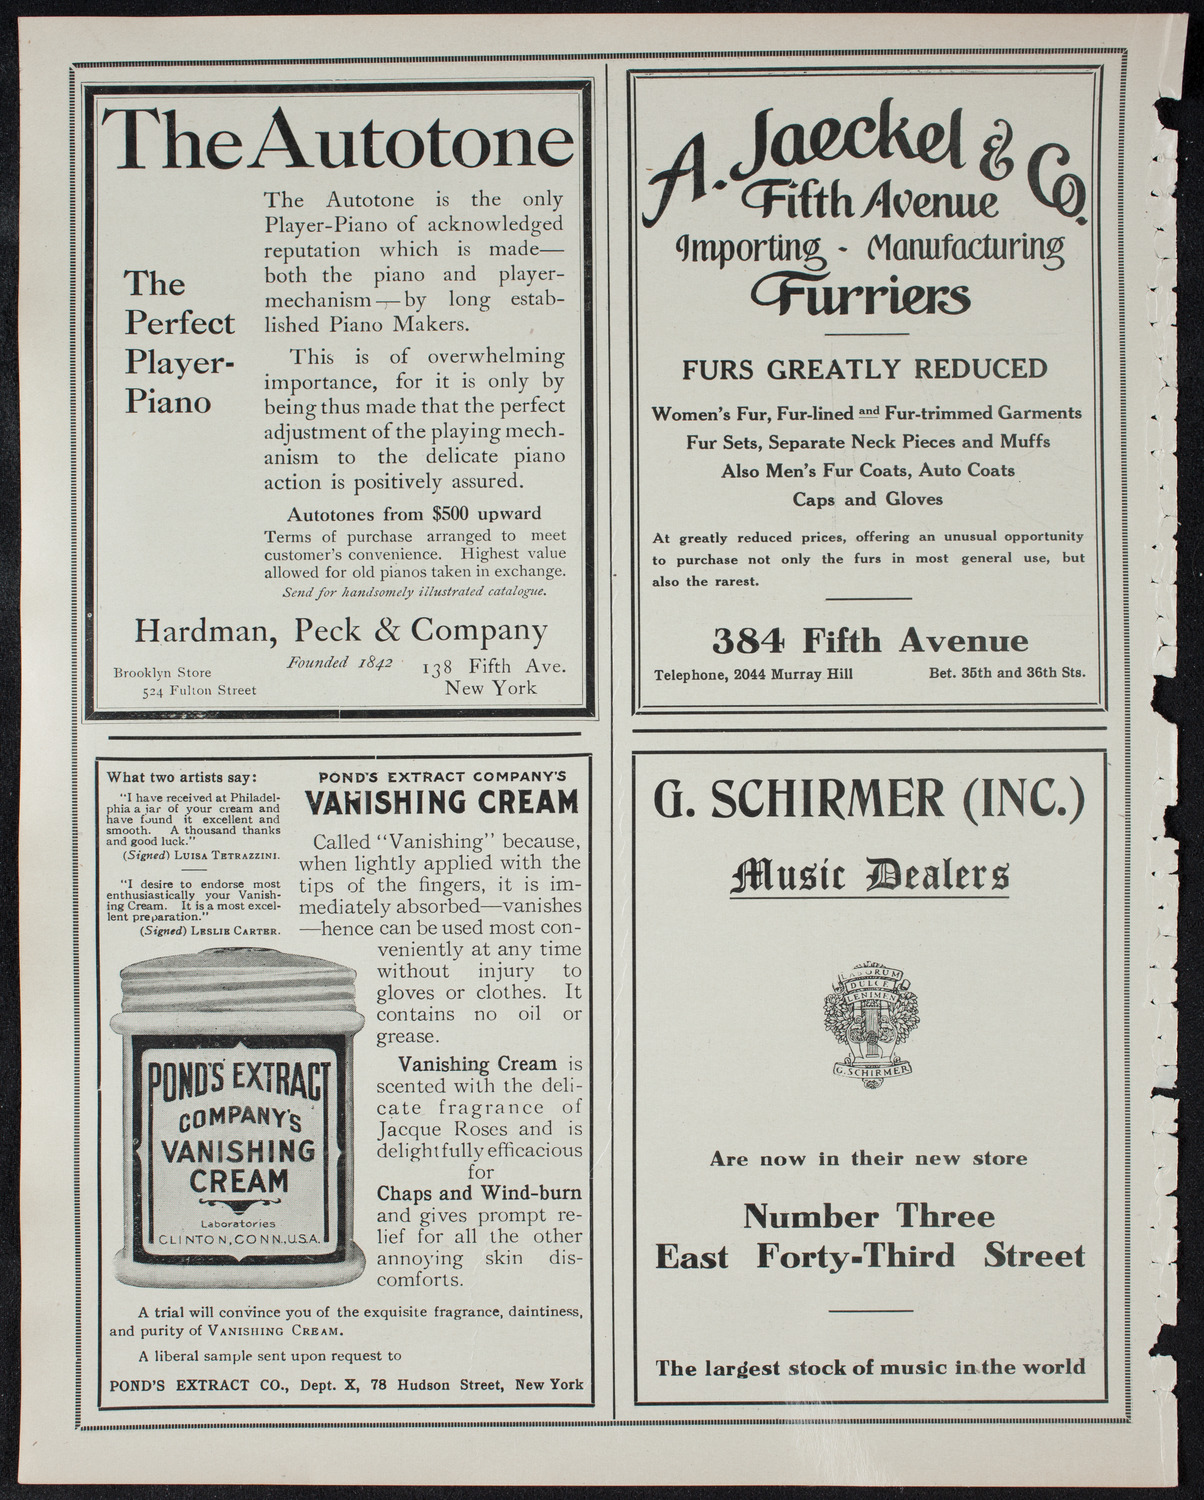 The Autotone
The
Perfect
Player-
Piano
The Autotone is the only
Player-Piano of acknowledged
reputation which is made—
both the piano and player-
mechanism—by long estab-
lished Piano Makers.
This is of overwhelming
importance, for it is only by
being thus made that the perfect
adjustment of the playing mech-
anism to the delicate piano
action is positively assured.
Autotones from $500 upward
Terms of purchase arranged to meet
customer's convenience. Highest value
allowed for old pianos taken in exchange.
Send for handsomely illustrated catalogue.
Hardman, Peck & Company
Founded 1842
Brooklyn Store
524 Fulton Street
138 Fifth Ave.
New York
A. Jaeckel & Co.
Fifth Avenue
Importing - Manufacturing
Furriers
FURS GREATLY REDUCED
Women's Fur, Fur-lined and Fur-trimmed Garments
Fur Sets, Separate Neck Pieces and Muffs
Also Men's Fur Coats, Auto Coats
Caps and Gloves
At greatly reduced prices, offering an unusual opportunity
to purchase not only the furs in most general use, but
also the rarest.
384 Fifth Avenue
Telephone, 2044 Murray Hill Bet. 35th and 36th Sts.
What two artists say:
"I have received at Philadel-
phia a jar of your cream and
have found it excellent and
smooth. A thousand thanks
and good luck."
(Signed) LUISA TETRAZZINI.
"I desire to endorse most
enthusiastically your Vanish-
ing Cream. It is a most excel-
lent preparation."
(Signed) LESLIE CARTER.
POND'S EXTRACT COMPANY'S
VANISHING CREAM
Called "Vanishing" because,
when lightly applied with the
tips of the fingers, it is im-
mediately absorbed—vanishes
—hence can be used most con-
veniently at any time
without injury to
gloves or clothes. It
contains no oil or
grease.
Vanishing Cream is
scented with the deli-
cate fragrance of
Jacque Roses and is
delightfully efficacious
for
Chaps and Wind-burn
and gives prompt re-
lief for all the other
annoying skin dis-
comforts.
POND'S EXTRACT
COMPANY'S
VANISHING
CREAM
Laboratories
CLINTON, CONN., U.S.A.
A trial will convince you of the exquisite fragrance, daintiness,
and purity of VANISHING CREAM.
A liberal sample sent upon request to
POND'S EXTRACT CO., Dept. X, 78 Hudson Street, New York
G. SCHIRMER (INC.)
Music Dealers
LABORUM
DULCE
LENIMEN
G. SCHIRMER
Are now in their new store
Number Three
East Forty-Third Street
The largest stock of music in the world